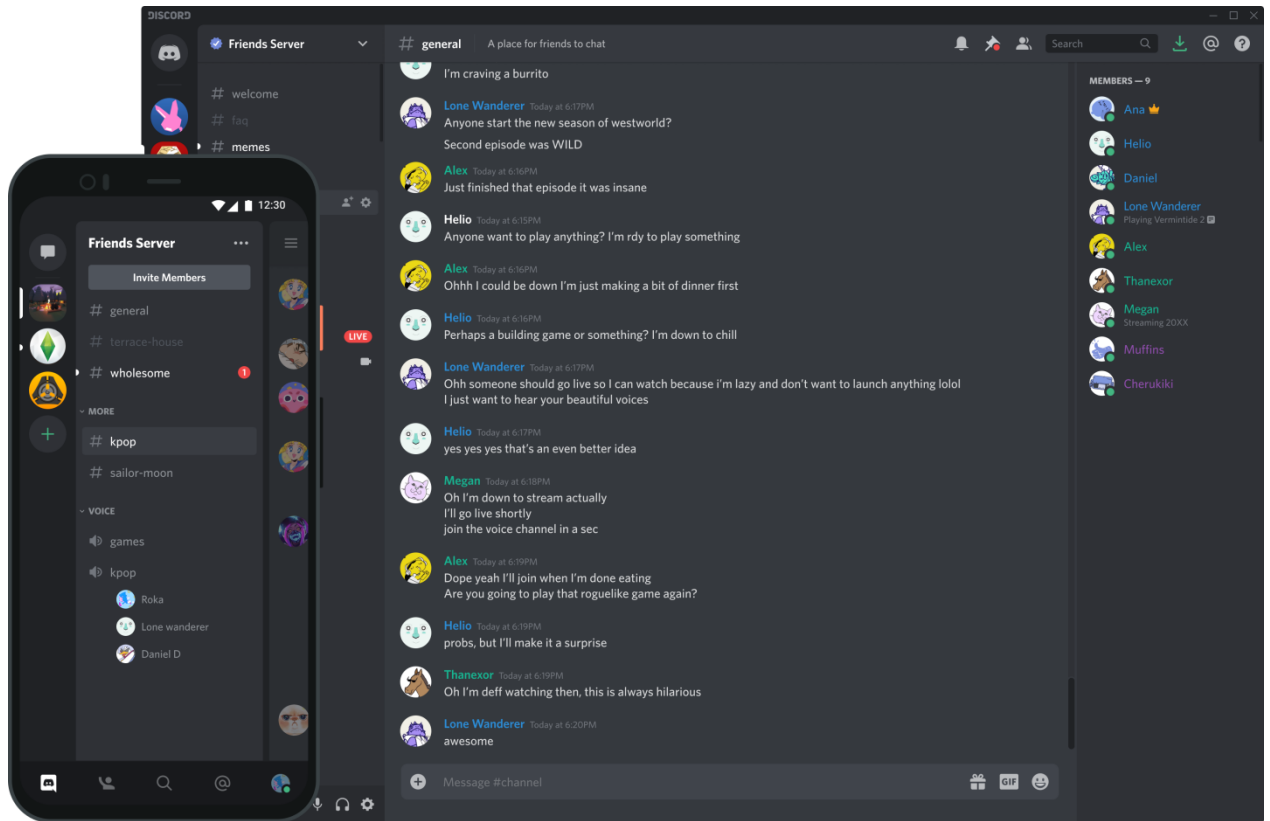 DISCORD
Friends Server
# general
A place for friends to chat
Search
# welcome
# faq
# memes
LIVE
I'm craving a burrito
Lone Wanderer Today at 6:17PM
Anyone start the new season of westworld?
Second episode was WILD
Alex Today at 6:16PM
Just finished that episode it was insane
Helio Today at 6:15PM
Anyone want to play anything? I'm rdy to play something
Alex Today at 6:16PM
Ohhh I could be down I'm just making a bit of dinner first
Helio Today at 6:16PM
Perhaps a building game or something? I'm down to chill
Lone Wanderer Today at 6:17PM
Ohh someone should go live so I can watch because i'm lazy and don't want to launch anything lolol
I just want to hear your beautiful voices
Helio Today at 6:17PM
yes yes yes that's an even better idea
Megan Today at 6:18PM
Oh I'm down to stream actually
I'll go live shortly
join the voice channel in a sec
Alex Today at 6:19PM
Dope yeah I'll join when I'm done eating
Are you going to play that roguelike game again?
Helio Today at 6:19PM
probs, but I'll make it a surprise
Thanexor Today at 6:19PM
Oh I'm deff watching then, this is always hilarious
Lone Wanderer Today at 6:20PM
awesome
Message #channel
GIF
MEMBERS — 9
Ana
Helio
Daniel
Lone Wanderer
Playing Vermintide 2
Alex
Thanexor
Megan
Streaming 20XX
Muffins
Cherukiki
12:30
Friends Server
Invite Members
# general
# terrace-house
# wholesome 1
MORE
# kpop
# sailor-moon
VOICE
games
kpop
Roka
Lone wanderer
Daniel D